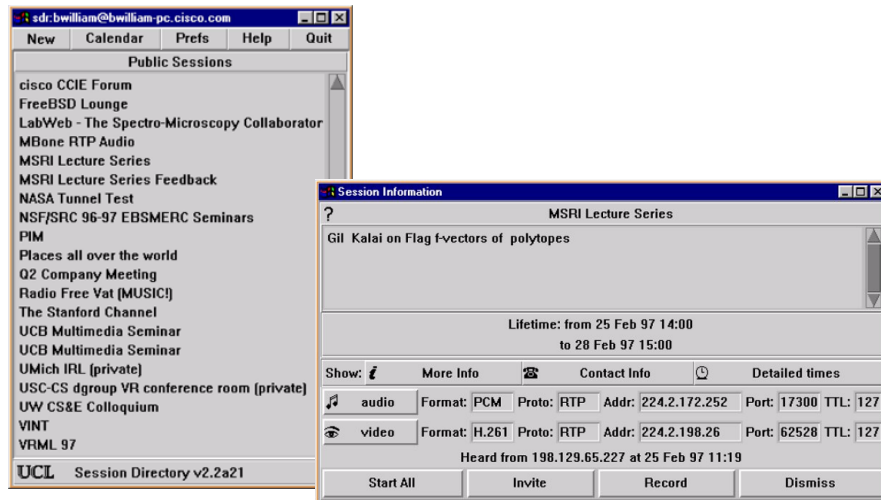 sdr:bwilliam@bwilliam-pc.cisco.com
New Calendar Prefs Help Quit
Public Sessions
cisco CCIE Forum
FreeBSD Lounge
LabWeb - The Spectro-Microscopy Collaborator
MBone RTP Audio
MSRI Lecture Series
MSRI Lecture Series Feedback
NASA Tunnel Test
NSF/SRC 96-97 EBSMERC Seminars
PIM
Places all over the world
Q2 Company Meeting
Radio Free Vat (MUSIC!)
The Stanford Channel
UCB Multimedia Seminar
UCB Multimedia Seminar
UMich IRL (private)
USC-CS dgroup VR conference room (private)
UW CS&E Colloquium
VINT
VRML 97
UCL Session Directory v2.2a21
Session Information
? MSRI Lecture Series
Gil Kalai on Flag f-vectors of polytopes
Lifetime: from 25 Feb 97 14:00
to 28 Feb 97 15:00
Show: i More Info Contact Info Detailed times
audio Format: PCM Proto: RTP Addr: 224.2.172.252 Port: 17300 TTL: 127
video Format: H.261 Proto: RTP Addr: 224.2.198.26 Port: 62528 TTL: 127
Heard from 198.129.65.227 at 25 Feb 97 11:19
Start All Invite Record Dismiss